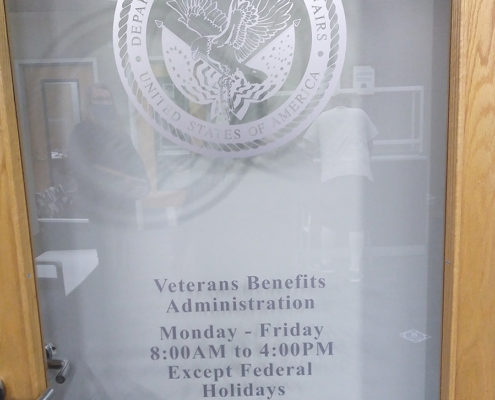 DEPA AIRS
UNITED STATES OF AMERICA
Veterans Benefits
Administration
Monday - Friday
8:00AM to 4:00PM
Except Federal
Holidays